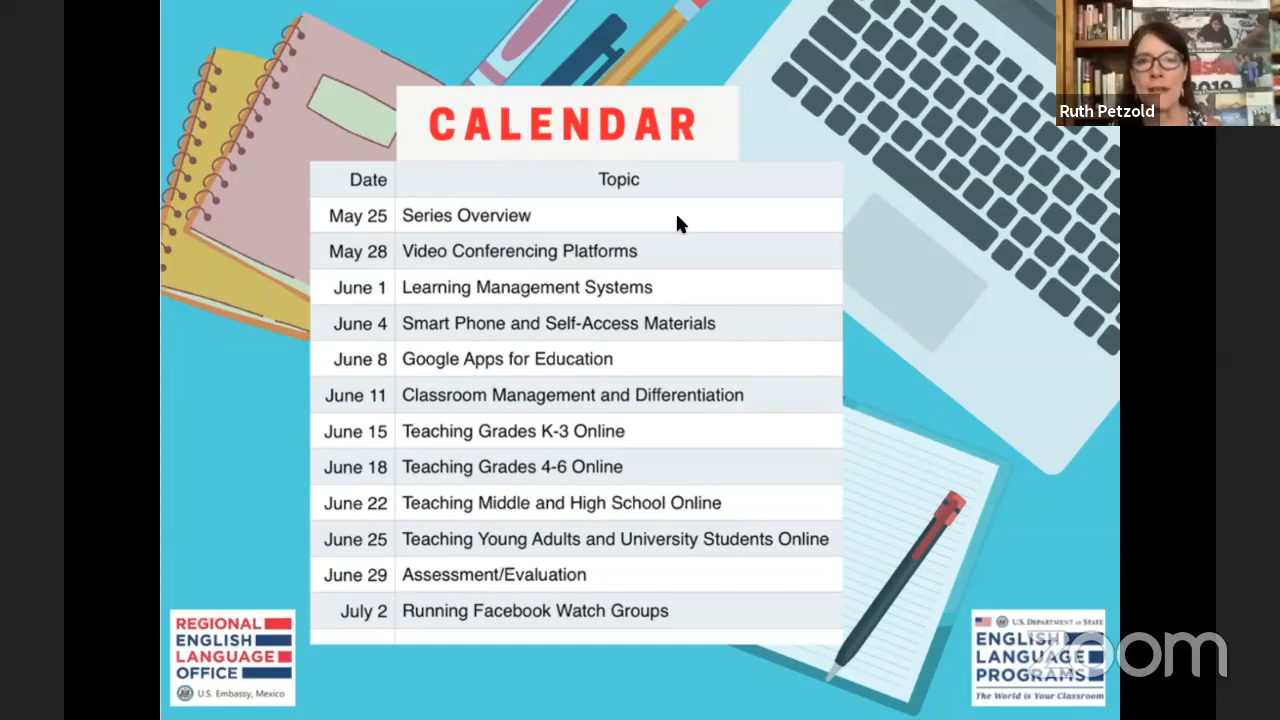 Ruth Petzold
2019
CALENDAR
Date Topic
May 25 Series Overview
May 28 Video Conferencing Platforms
June 1 Learning Management Systems
June 4 Smart Phone and Self-Access Materials
June 8 Google Apps for Education
June 11 Classroom Management and Differentiation
June 15 Teaching Grades K-3 Online
June 18 Teaching Grades 4-6 Online
June 22 Teaching Middle and High School Online
June 25 Teaching Young Adults and University Students Online
June 29 Assessment/Evaluation
July 2 Running Facebook Watch Groups
REGIONAL
ENGLISH
LANGUAGE
OFFICE
U.S. Embassy, Mexico
U.S. DEPARTMENT OF STATE
ENGLISH
LANGUAGE
PROGRAMS
The World is Your Classroom
zoom